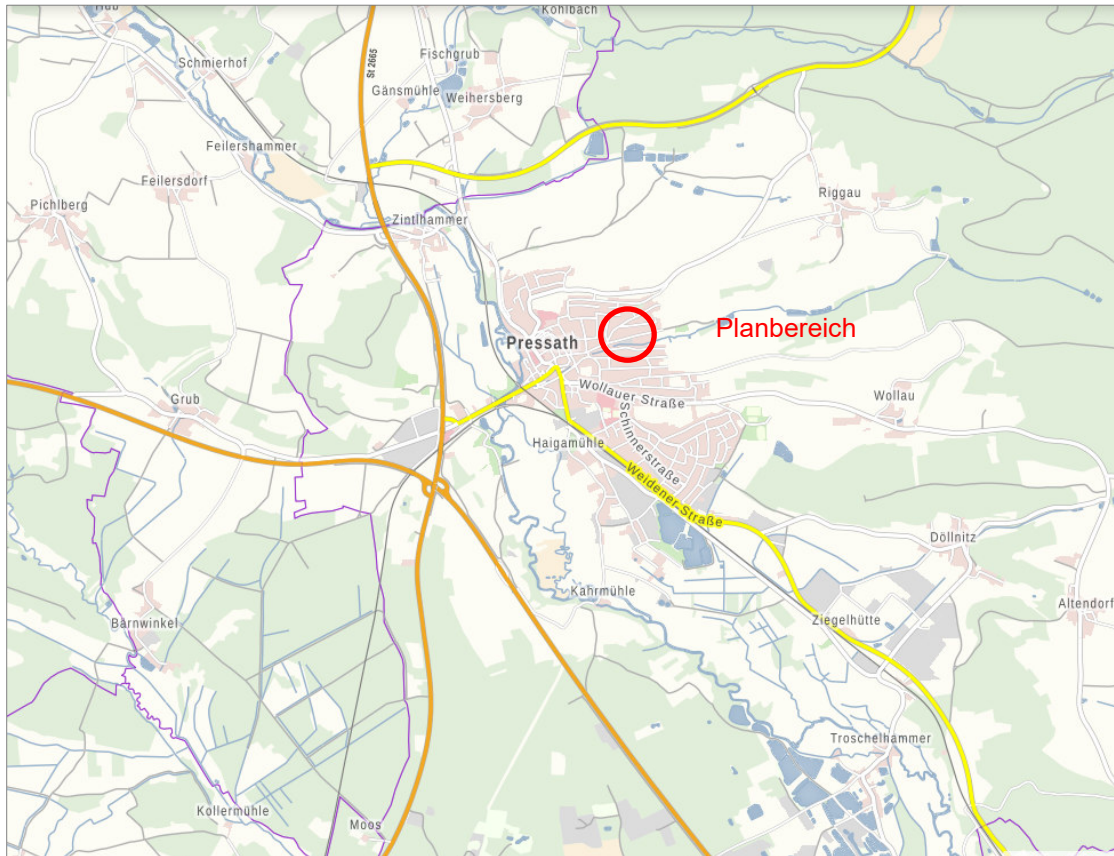 Hub
Kohlbach
Fischgrub
Schmierhof
St 2665
Gänsmühle
Weihersberg
Feilershammer
Feilersdorf
Riggau
Pichlberg
Zintlhammer
Planbereich
Pressath
Wollauer Straße
Wollau
Grub
Schinnerstraße
Haigamühle
Weidener-Straße
Döllnitz
Kahrmühle
Altendorf
Ziegelhütte
Bärnwinkel
Troschelhammer
Kollermühle
Moos